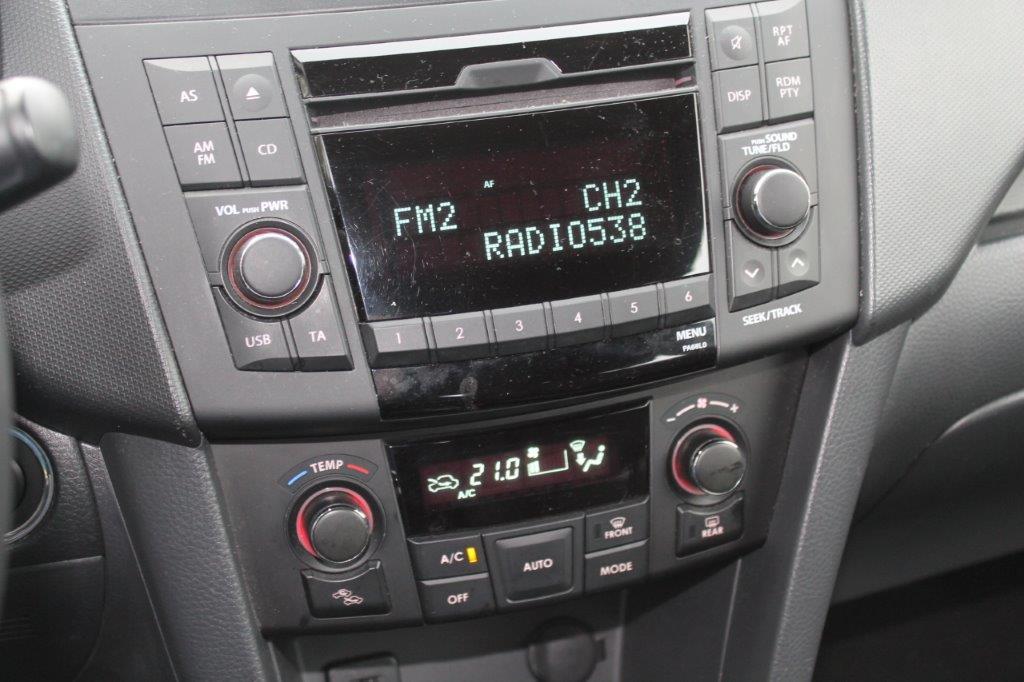 AS
AM
FM
CD
VOL PUSH PWR
USB
TA
AF
FM2
CH2
RADIO538
1 2 3 4 5 6
MENU
PA66LD
RPT
AF
DISP
RDM
PTY
PUSH SOUND
TUNE/FLD
SEEK/TRACK
TEMP
21.0
A/C
A/C
OFF
AUTO
FRONT
MODE
REAR